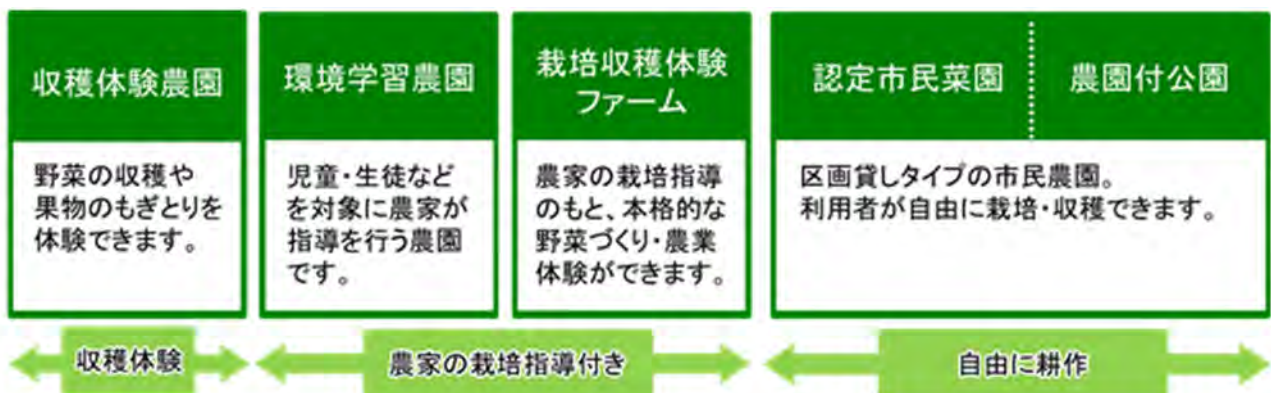 収穫体験農園
野菜の収穫や
果物のもぎとりを
体験できます。
環境学習農園
児童・生徒など
を対象に農家が
指導を行う農園
です。
栽培収穫体験
ファーム
農家の栽培指導
のもと、本格的な
野菜づくり・農業
体験ができます。
認定市民菜園
農園付公園
区画貸しタイプの市民農園。
利用者が自由に栽培・収穫できます。
収穫体験
農家の栽培指導付き
自由に耕作